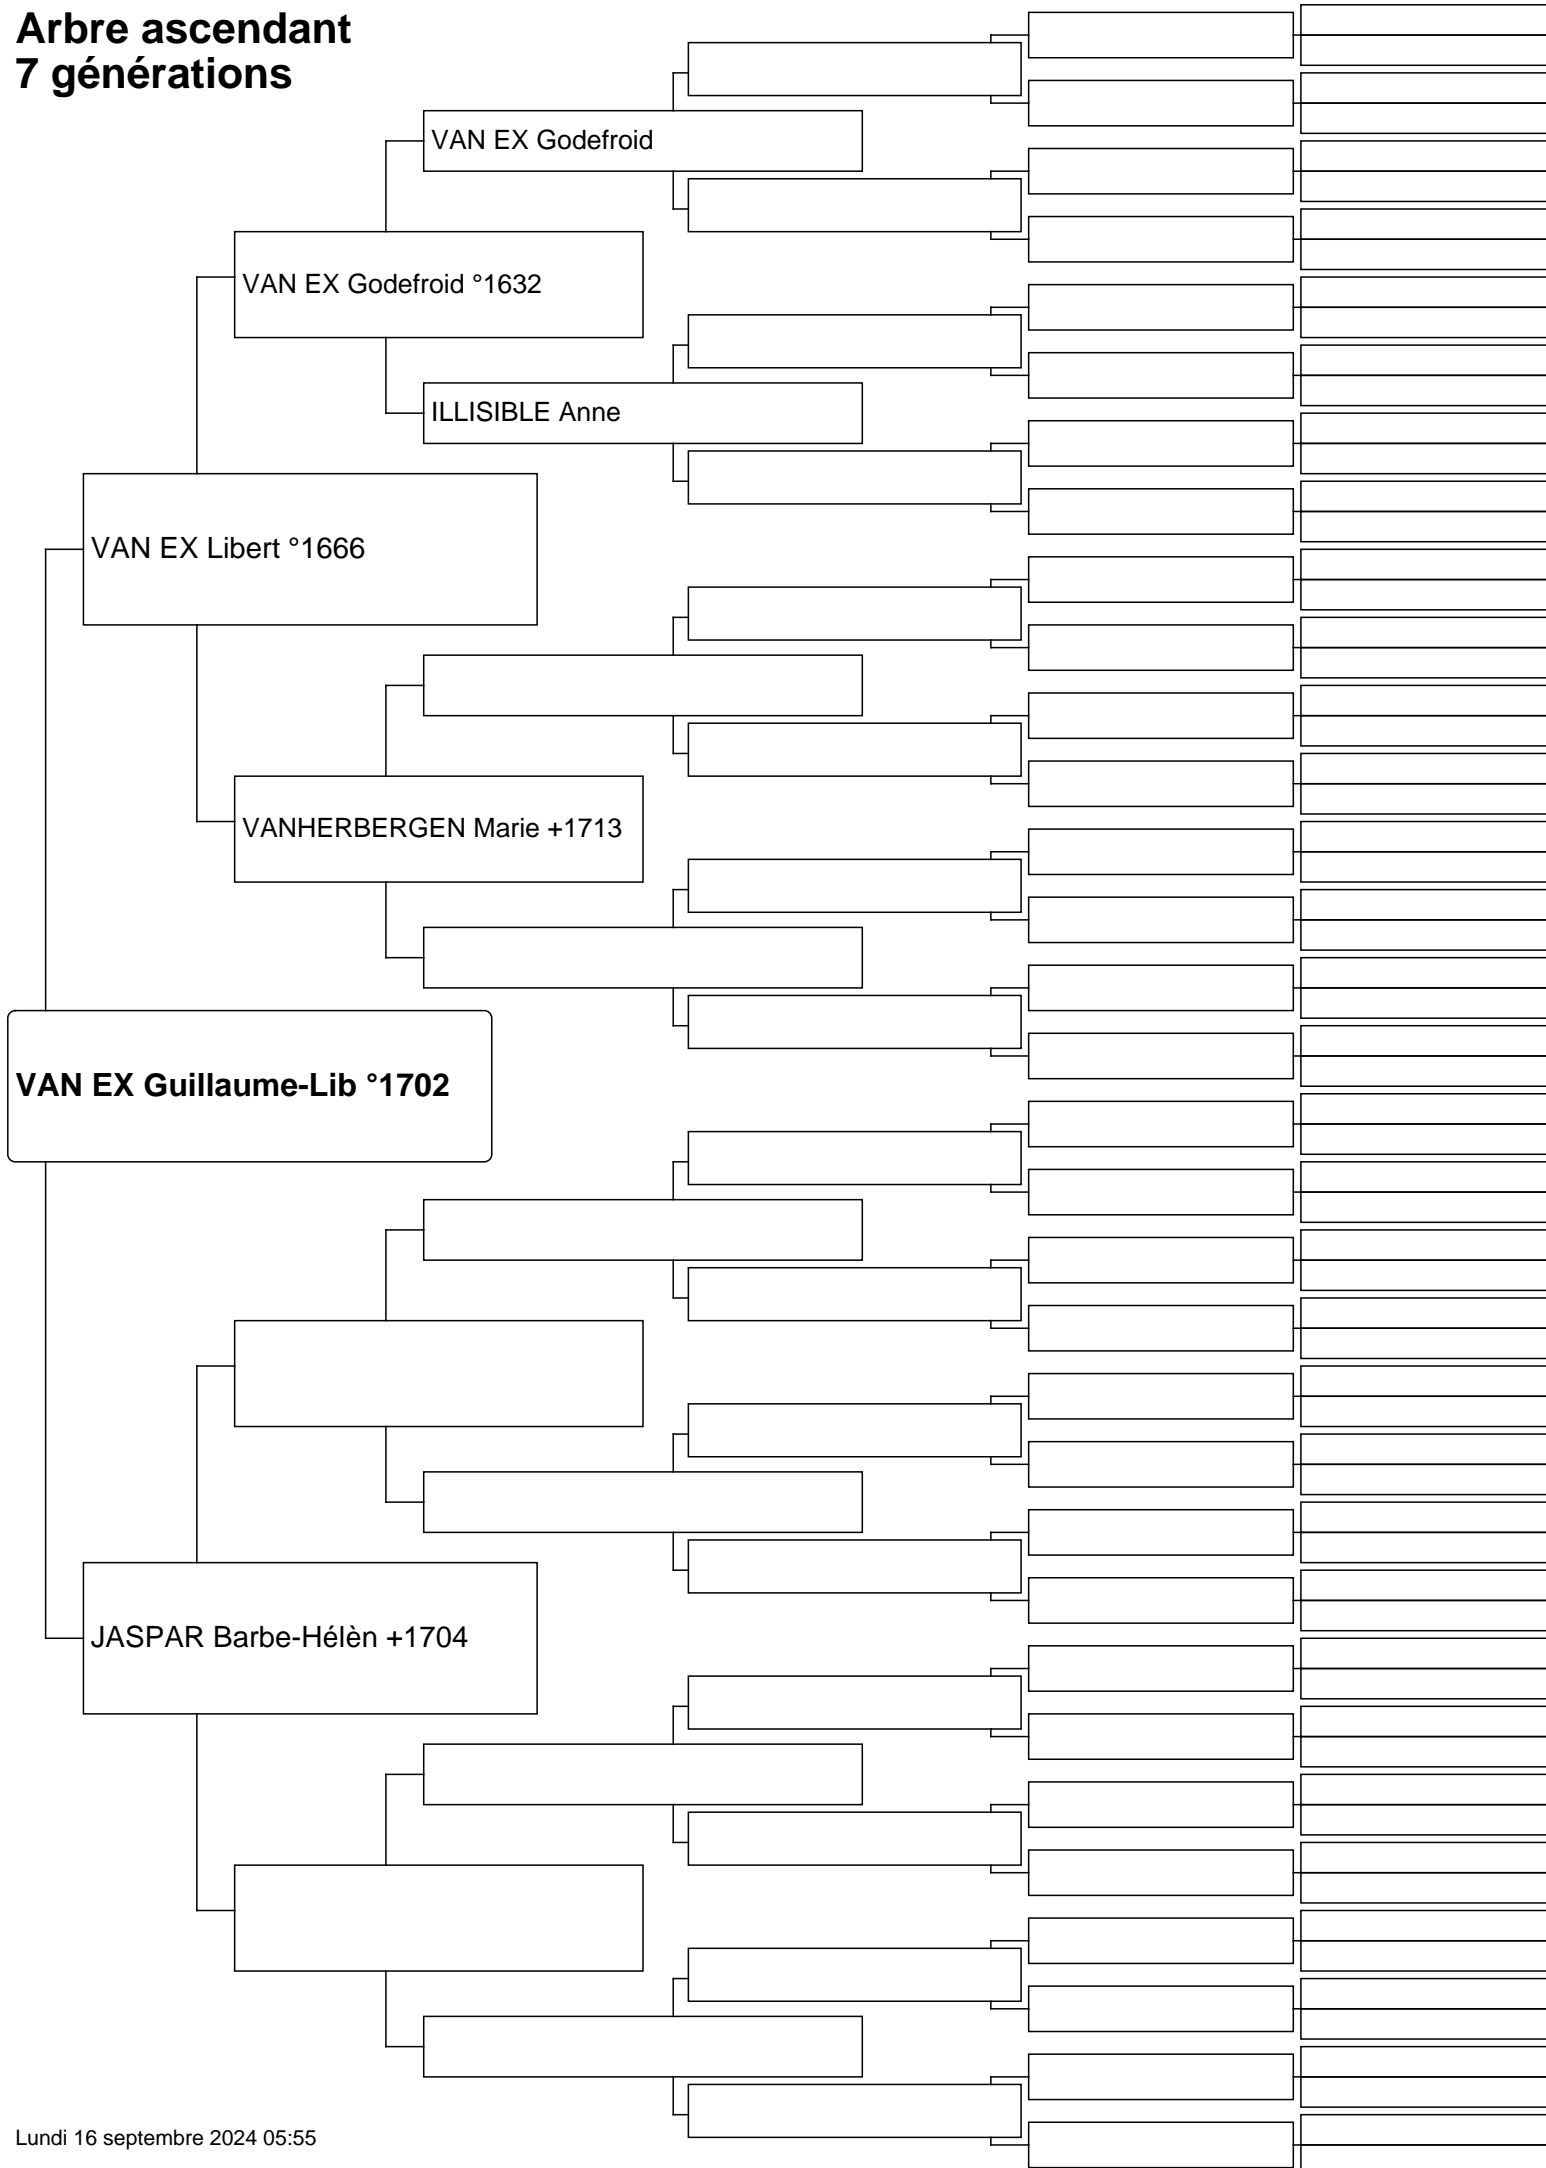 Arbre ascendant
7 générations
VAN EX Godefroid
VAN EX Godefroid °1632
ILLISIBLE Anne
VAN EX Libert °1666
VANHERBERGEN Marie +1713
VAN EX Guillaume-Lib °1702
JASPAR Barbe-Hélèn +1704
Lundi 16 septembre 2024 05:55